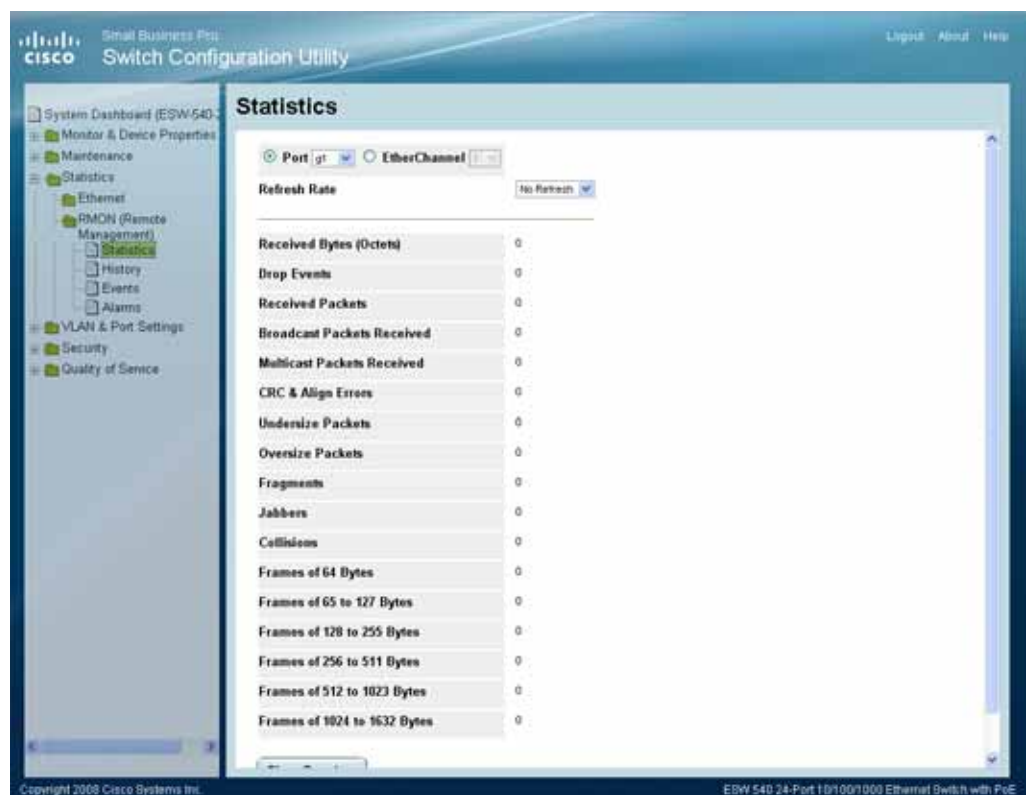 Small Business Pro
CISCO Switch Configuration Utility
Logout About Help
System Dashboard (ESW-540-2
Monitor & Device Properties
Maintenance
Statistics
Ethernet
RMON (Remote
Management)
Statistics
History
Events
Alarms
VLAN & Port Settings
Security
Quality of Service
Statistics
Port g1 EtherChannel
Refresh Rate No Refresh
Received Bytes (Octets) 0
Drop Events 0
Received Packets 0
Broadcast Packets Received 0
Multicast Packets Received 0
CRC & Align Errors 0
Undersize Packets 0
Oversize Packets 0
Fragments 0
Jabbers 0
Collisions 0
Frames of 64 Bytes 0
Frames of 65 to 127 Bytes 0
Frames of 128 to 255 Bytes 0
Frames of 256 to 511 Bytes 0
Frames of 512 to 1023 Bytes 0
Frames of 1024 to 1632 Bytes 0
Copyright 2008 Cisco Systems Inc.
ESW 540 24-Port 10/100/1000 Ethernet Switch with PoE